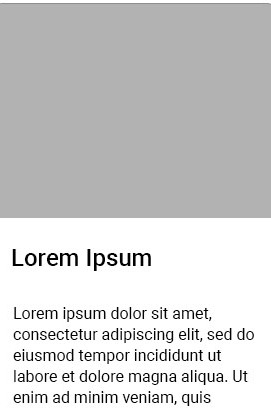 Lorem Ipsum
Lorem ipsum dolor sit amet,
consectetur adipiscing elit, sed do
eiusmod tempor incididunt ut
labore et dolore magna aliqua. Ut
enim ad minim veniam, quis